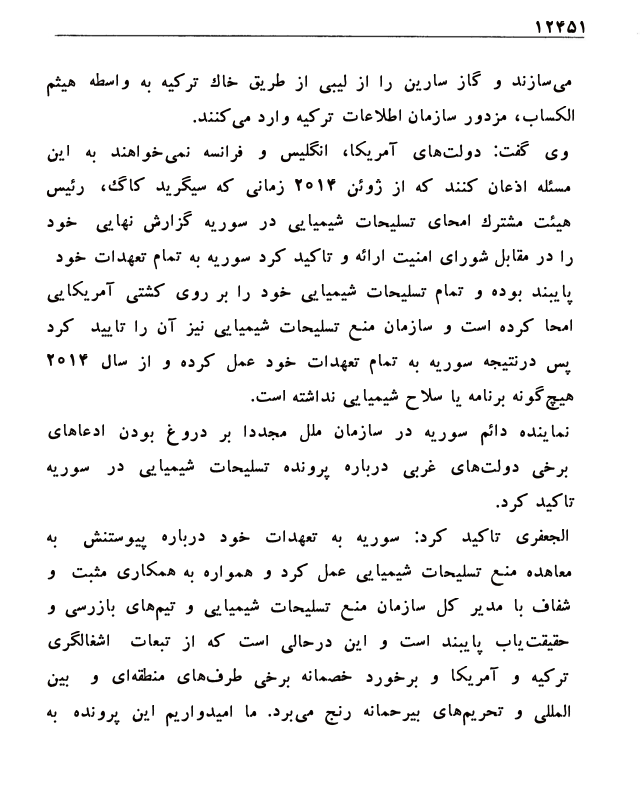 ۱۲۴۵۱
می‌سازند و گاز سارین را از لیبی از طریق خاك ترکیه به واسطه هیثم
الکساب، مزدور سازمان اطلاعات ترکیه وارد می‌کنند.
وی گفت: دولت‌های آمریکا، انگلیس و فرانسه نمی‌خواهند به این
مسئله اذعان کنند که از ژوئن ۲۰۱۴ زمانی که سیگرید کاگ، رئیس
هیئت مشترك امحای تسلیحات شیمیایی در سوریه گزارش نهایی خود
را در مقابل شورای امنیت ارائه و تاکید کرد سوریه به تمام تعهدات خود
پایبند بوده و تمام تسلیحات شیمیایی خود را بر روی کشتی آمریکایی
امحا کرده است و سازمان منع تسلیحات شیمیایی نیز آن را تایید کرد
پس درنتیجه سوریه به تمام تعهدات خود عمل کرده و از سال ۲۰۱۴
هیچ‌گونه برنامه یا سلاح شیمیایی نداشته است.
نماینده دائم سوریه در سازمان ملل مجددا بر دروغ بودن ادعاهای
برخی دولت‌های غربی درباره پرونده تسلیحات شیمیایی در سوریه
تاکید کرد.
الجعفری تاکید کرد: سوریه به تعهدات خود درباره پیوستنش به
معاهده منع تسلیحات شیمیایی عمل کرد و همواره به همکاری مثبت و
شفاف با مدیر کل سازمان منع تسلیحات شیمیایی و تیم‌های بازرسی و
حقیقت‌یاب پایبند است و این درحالی است که از تبعات اشغالگری
ترکیه و آمریکا و برخورد خصمانه برخی طرف‌های منطقه‌ای و بین
المللی و تحریم‌های بیرحمانه رنج می‌برد. ما امیدواریم این پرونده به